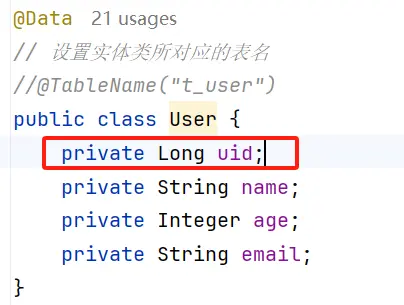 @Data 21 usages
// 设置实体类所对应的表名
//@TableName("t_user")
public class User {
private Long uid;
private String name;
private Integer age;
private String email;
}